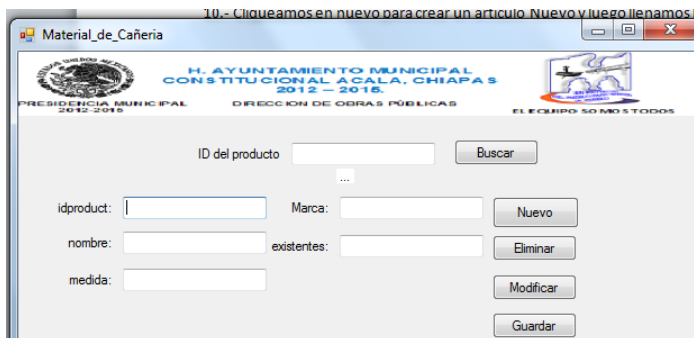 10.- Cliqueamos en nuevo para crear un articulo Nuevo y luego llenamos
Material_de_Cañeria
H. AYUNTAMIENTO MUNICIPAL
CONSTITUCIONAL ACALA, CHIAPAS
2012 – 2015.
PRESIDENCIA MUNICIPAL
2012-2015
DIRECCION DE OBRAS PÚBLICAS
EL EQUIPO SOMOS TODOS
ID del producto
Buscar
...
idproduct:
Marca:
Nuevo
nombre:
existentes:
Eliminar
medida:
Modificar
Guardar